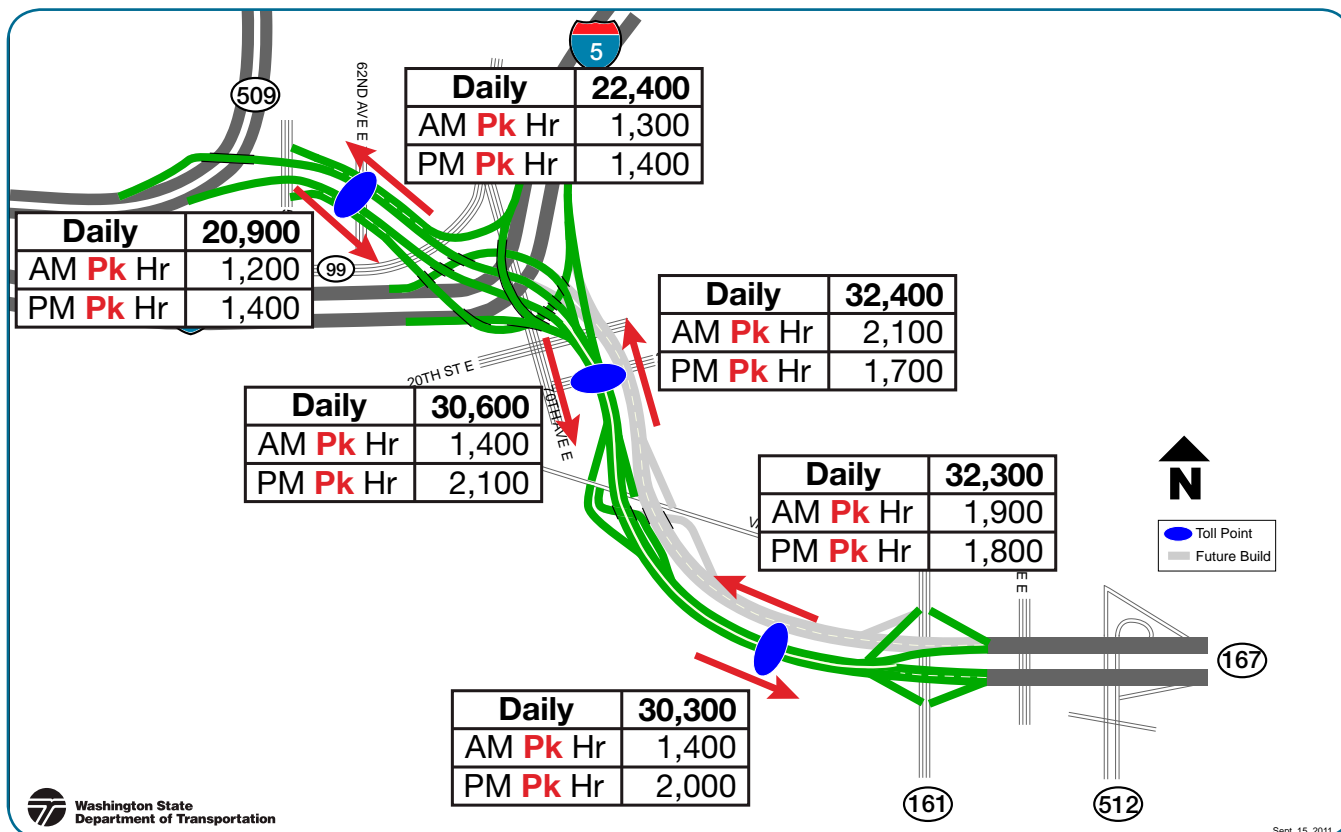 5
509
62ND AVE E
Daily 22,400
AM Pk Hr 1,300
PM Pk Hr 1,400
Daily 20,900
AM Pk Hr 1,200
PM Pk Hr 1,400
99
Daily 32,400
AM Pk Hr 2,100
PM Pk Hr 1,700
20TH ST E
70TH AVE E
Daily 30,600
AM Pk Hr 1,400
PM Pk Hr 2,100
Daily 32,300
AM Pk Hr 1,900
PM Pk Hr 1,800
N
Toll Point
Future Build
E
167
Daily 30,300
AM Pk Hr 1,400
PM Pk Hr 2,000
161
512
Washington State
Department of Transportation
Sept. 15, 2011